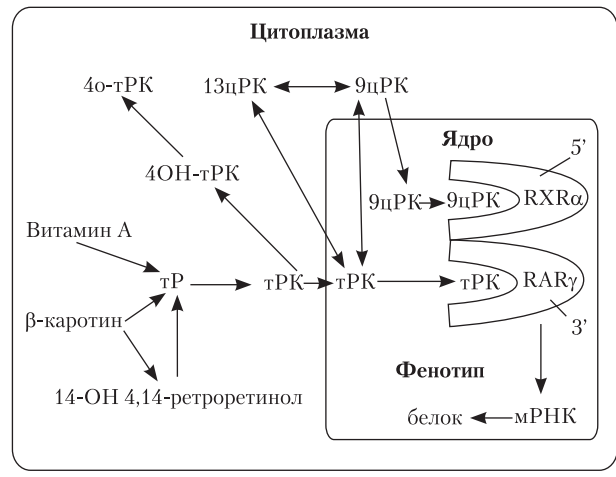 Цитоплазма
4о-тРК 13цРК 9цРК
Ядро
5’
4ОН-тРК
9цРК 9цРК RXRα
Витамин А
тР тРК тРК тРК RARγ
β-каротин
3’
Фенотип
14-ОН 4,14-ретроретинол
белок мРНК